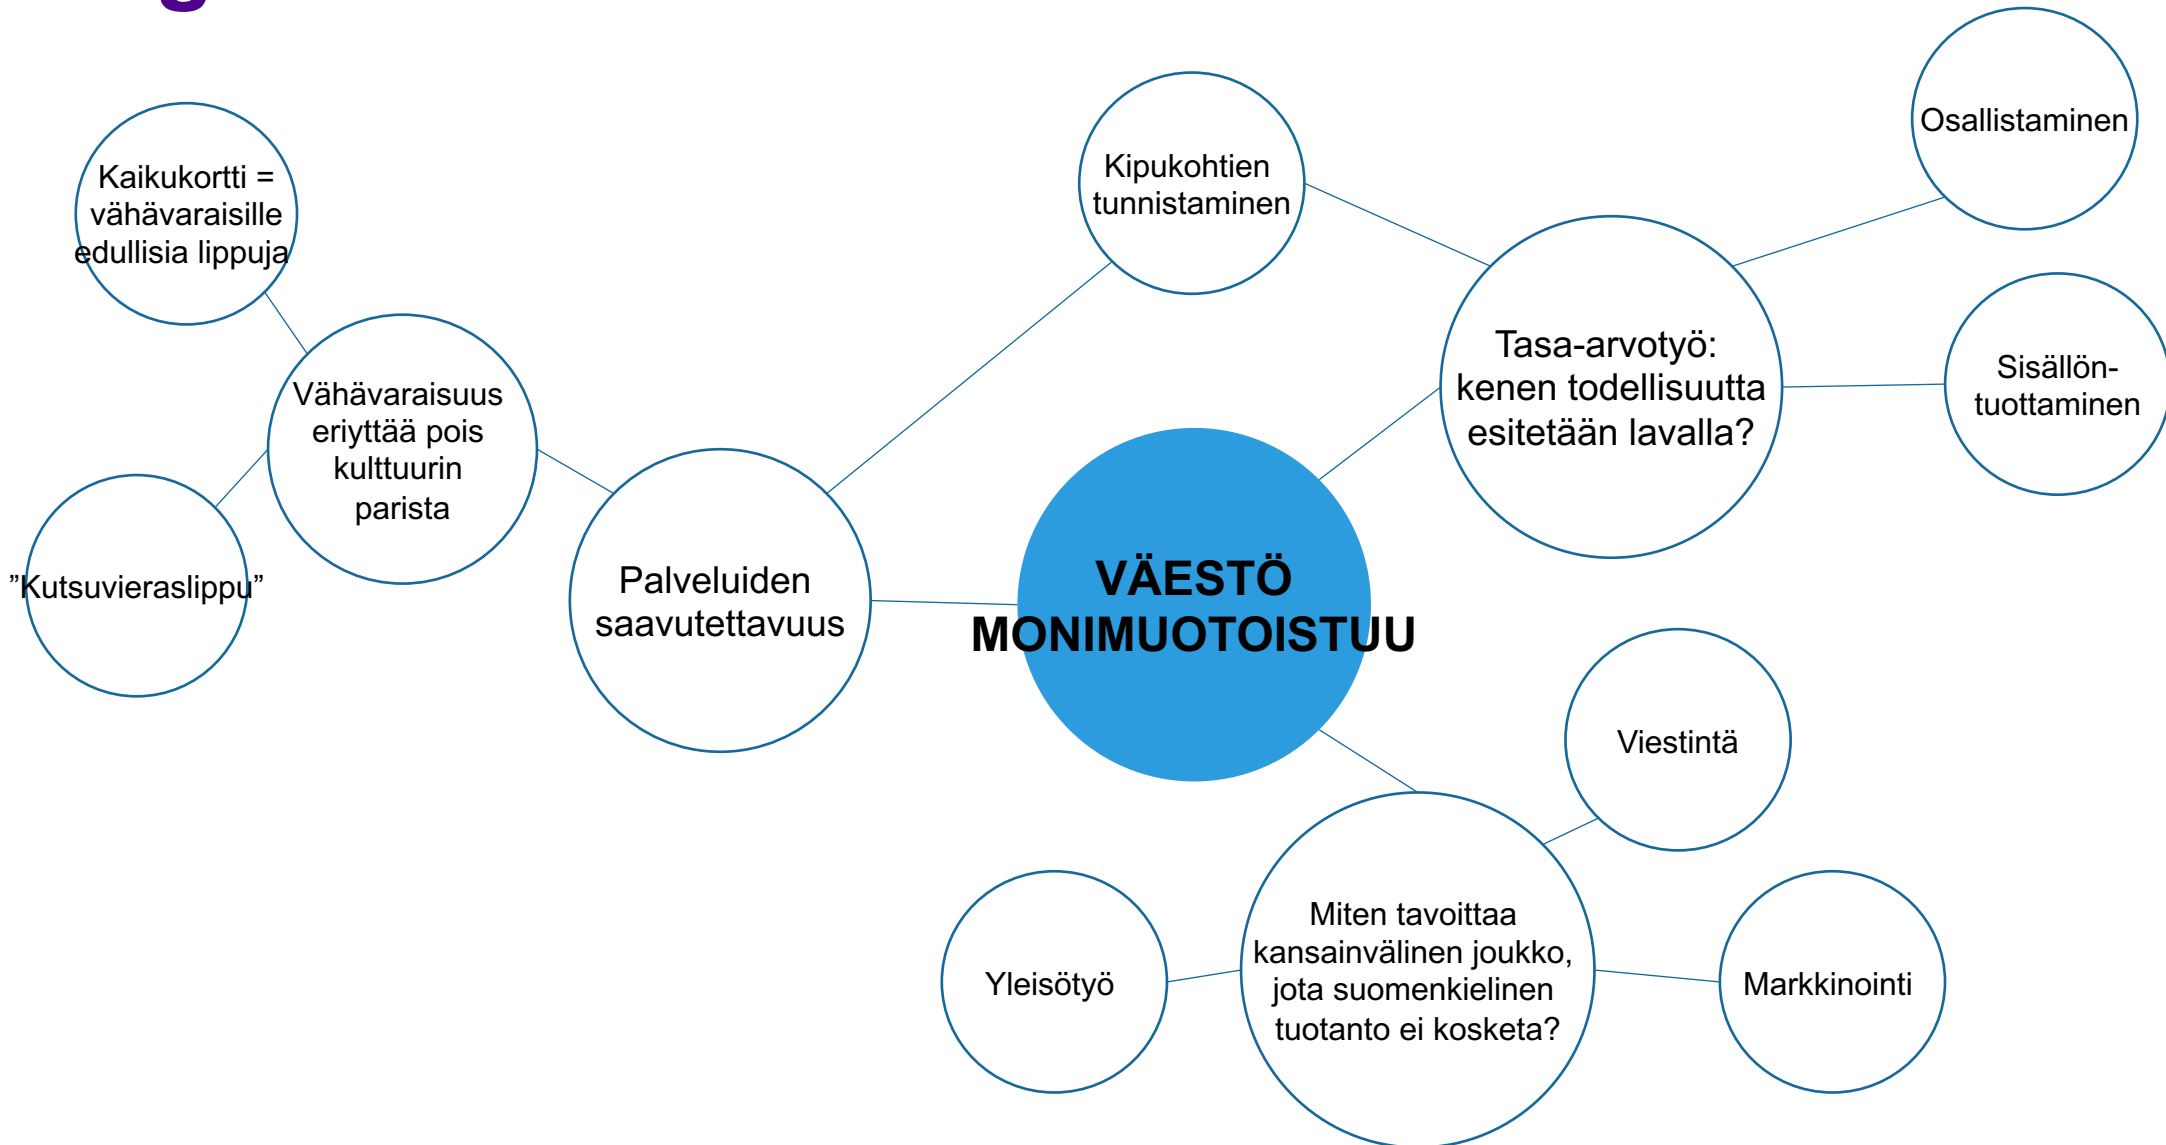 Osallistaminen
Kipukohtien
tunnistaminen
Kaikukortti =
vähävaraisille
edullisia lippuja
Tasa-arvotyö:
kenen todellisuutta
esitetään lavalla?
Sisällön-
tuottaminen
Vähävaraisuus
eriyttää pois
kulttuurin
parista
”Kutsuvieraslippu”
Palveluiden
saavutettavuus
VÄESTÖ
MONIMUOTOISTUU
Viestintä
Miten tavoittaa
kansainvälinen joukko,
jota suomenkielinen
tuotanto ei kosketa?
Yleisötyö
Markkinointi